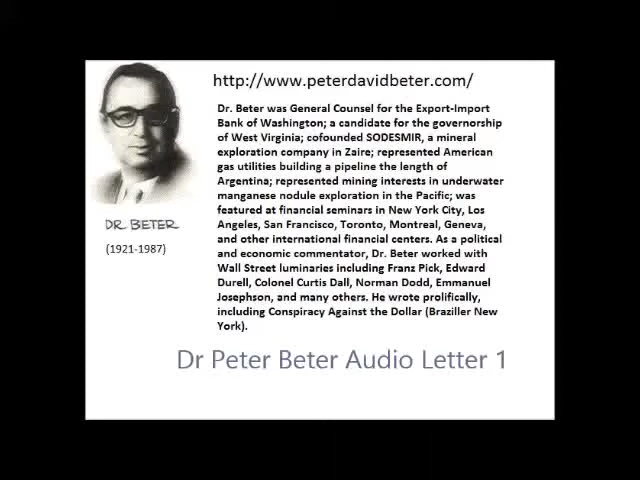 http://www.peterdavidbeter.com/
Dr. Beter was General Counsel for the Export-Import
Bank of Washington; a candidate for the governorship
of West Virginia; cofounded SODESMIR, a mineral
exploration company in Zaire; represented American
gas utilities building a pipeline the length of
Argentina; represented mining interests in underwater
manganese nodule exploration in the Pacific; was
featured at financial seminars in New York City, Los
Angeles, San Francisco, Toronto, Montreal, Geneva,
and other international financial centers. As a political
and economic commentator, Dr. Beter worked with
Wall Street luminaries including Franz Pick, Edward
Durell, Colonel Curtis Dall, Norman Dodd, Emmanuel
Josephson, and many others. He wrote prolifically,
including Conspiracy Against the Dollar (Braziller New
York).
DR. BETER
(1921-1987)
Dr Peter Beter Audio Letter 1